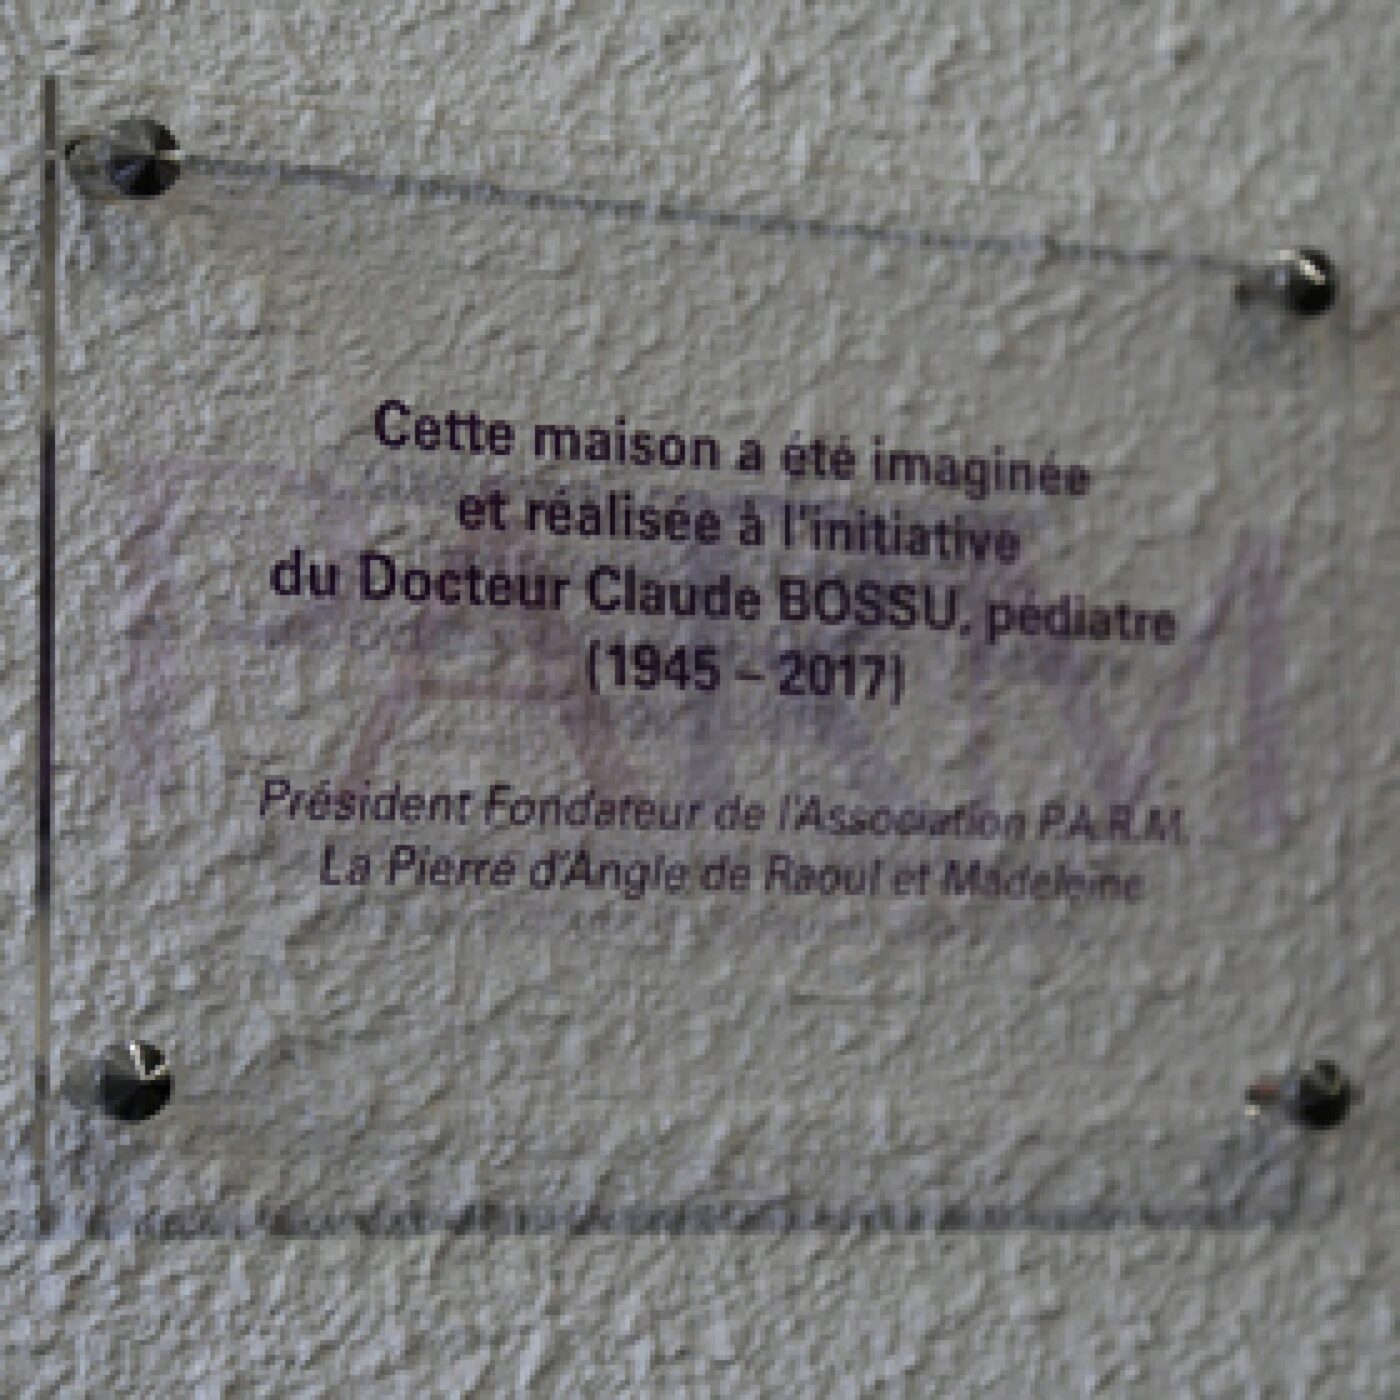 Cette maison a été imaginée
et réalisée à l'initiative
du Docteur Claude BOSSU, pédiatre
(1945 – 2017)
Président Fondateur de l'Association P.A.R.M.
La Pierre d'Angle de Raoul et Madeleine
PARM